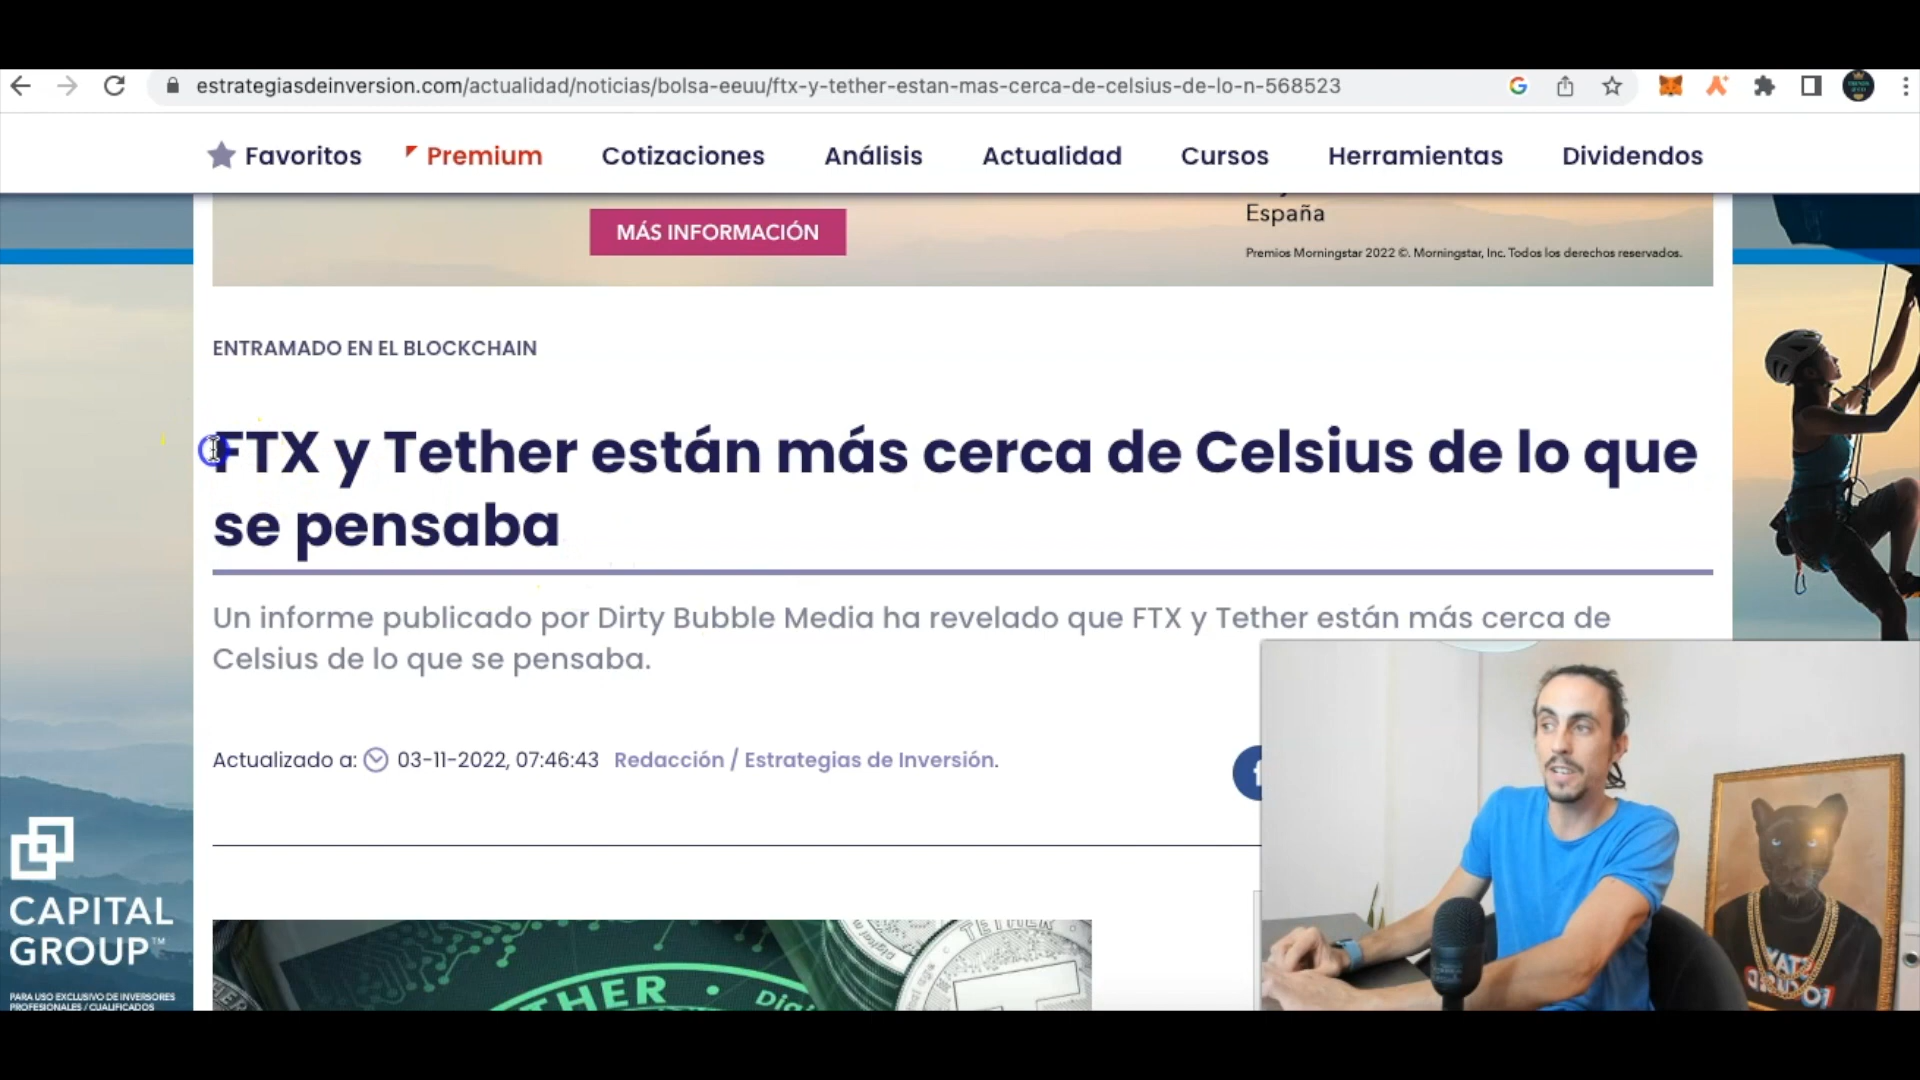 estrategiasdeinversion.com/actualidad/noticias/bolsa-eeuu/ftx-y-tether-estan-mas-cerca-de-celsius-de-lo-n-568523
Favoritos Premium Cotizaciones Análisis Actualidad Cursos Herramientas Dividendos
España
MÁS INFORMACIÓN
Premios Morningstar 2022 ©. Morningstar, Inc. Todos los derechos reservados.
ENTRAMADO EN EL BLOCKCHAIN
FTX y Tether están más cerca de Celsius de lo que
se pensaba
Un informe publicado por Dirty Bubble Media ha revelado que FTX y Tether están más cerca de
Celsius de lo que se pensaba.
Actualizado a: 03-11-2022, 07:46:43 Redacción / Estrategias de Inversión.
CAPITAL
GROUP™
PARA USO EXCLUSIVO DE INVERSORES
PROFESIONALES / CUALIFICADOS
TETHER